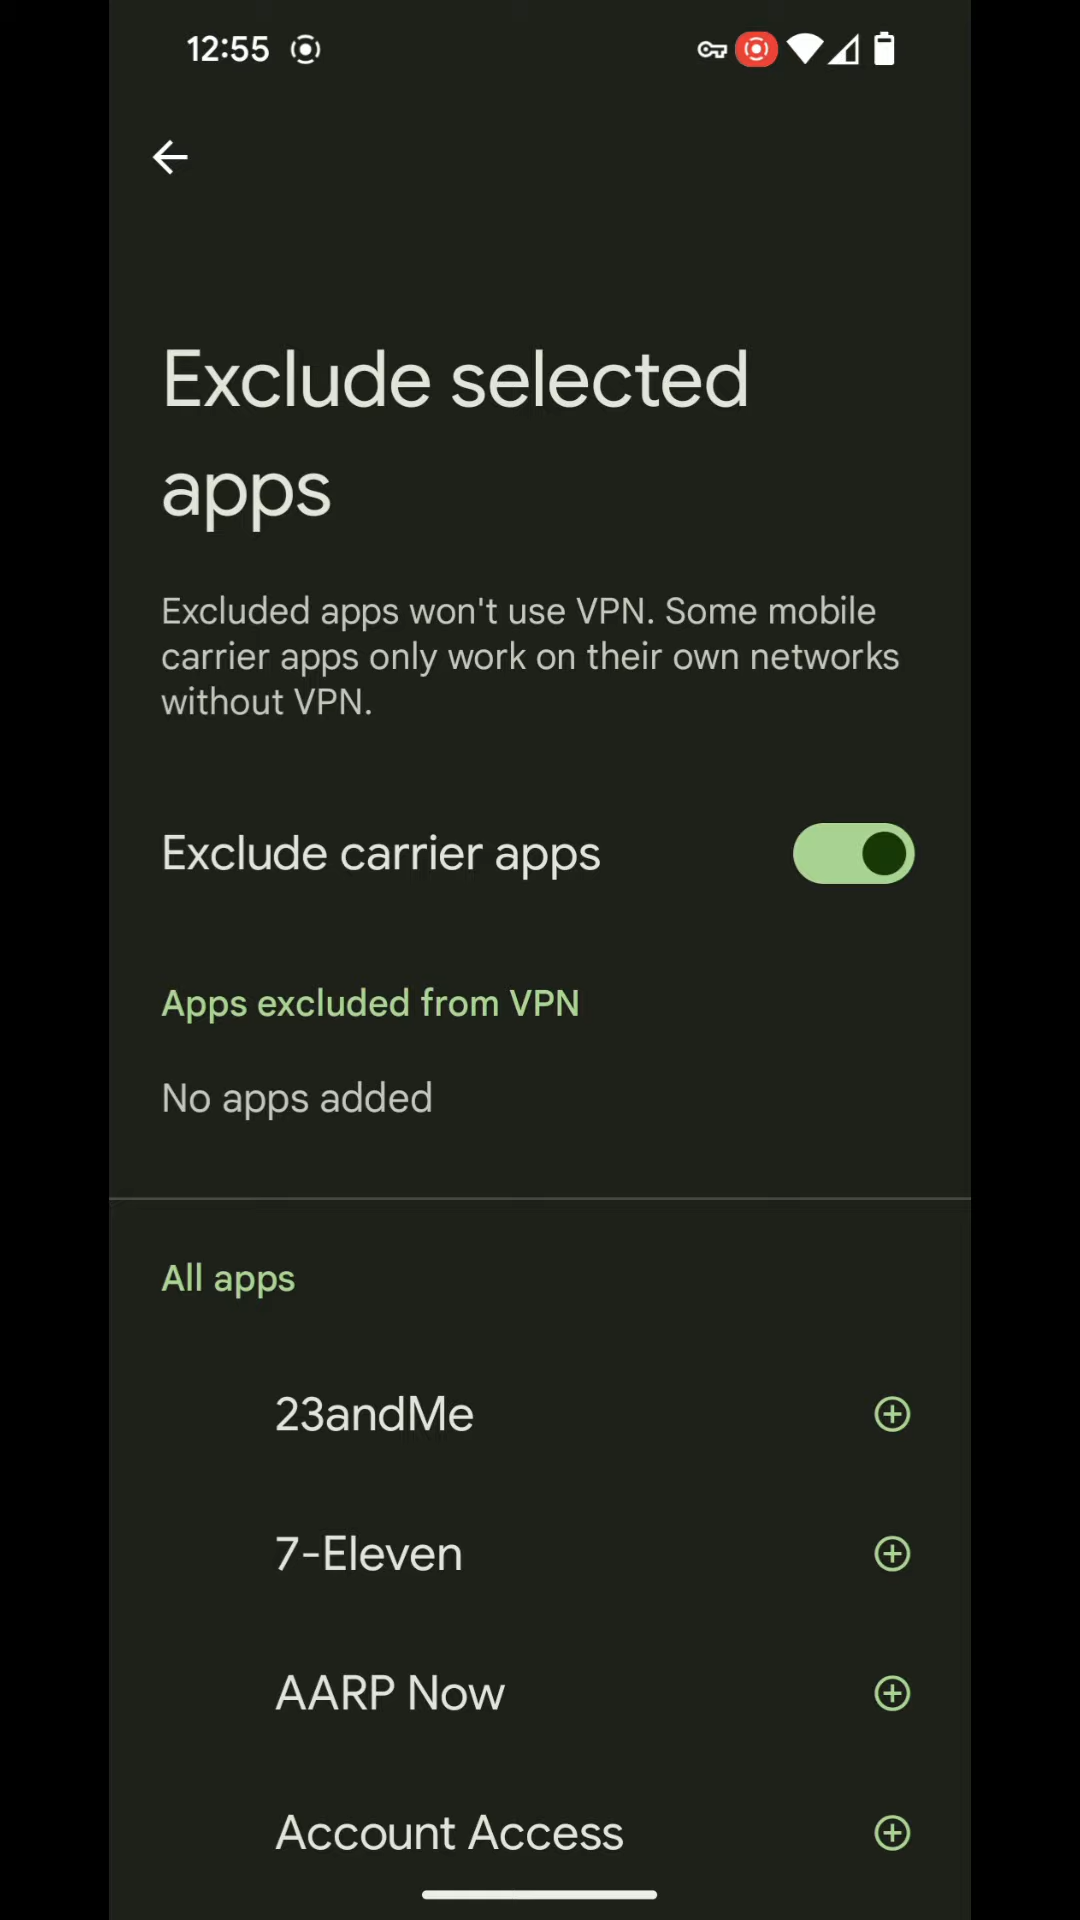 12:55
Exclude selected
apps
Excluded apps won't use VPN. Some mobile
carrier apps only work on their own networks
without VPN.
Exclude carrier apps
Apps excluded from VPN
No apps added
All apps
23andMe
7-Eleven
AARP Now
Account Access